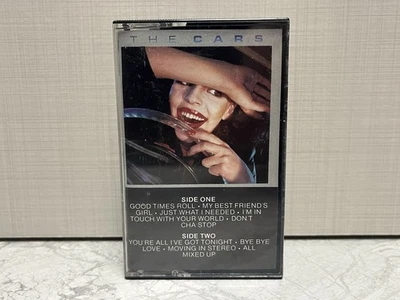 THE CARS
SIDE ONE
GOOD TIMES ROLL • MY BEST FRIEND'S
GIRL • JUST WHAT I NEEDED • I'M IN
TOUCH WITH YOUR WORLD • DON'T
CHA STOP
SIDE TWO
YOU'RE ALL I'VE GOT TONIGHT • BYE BYE
LOVE • MOVING IN STEREO • ALL
MIXED UP